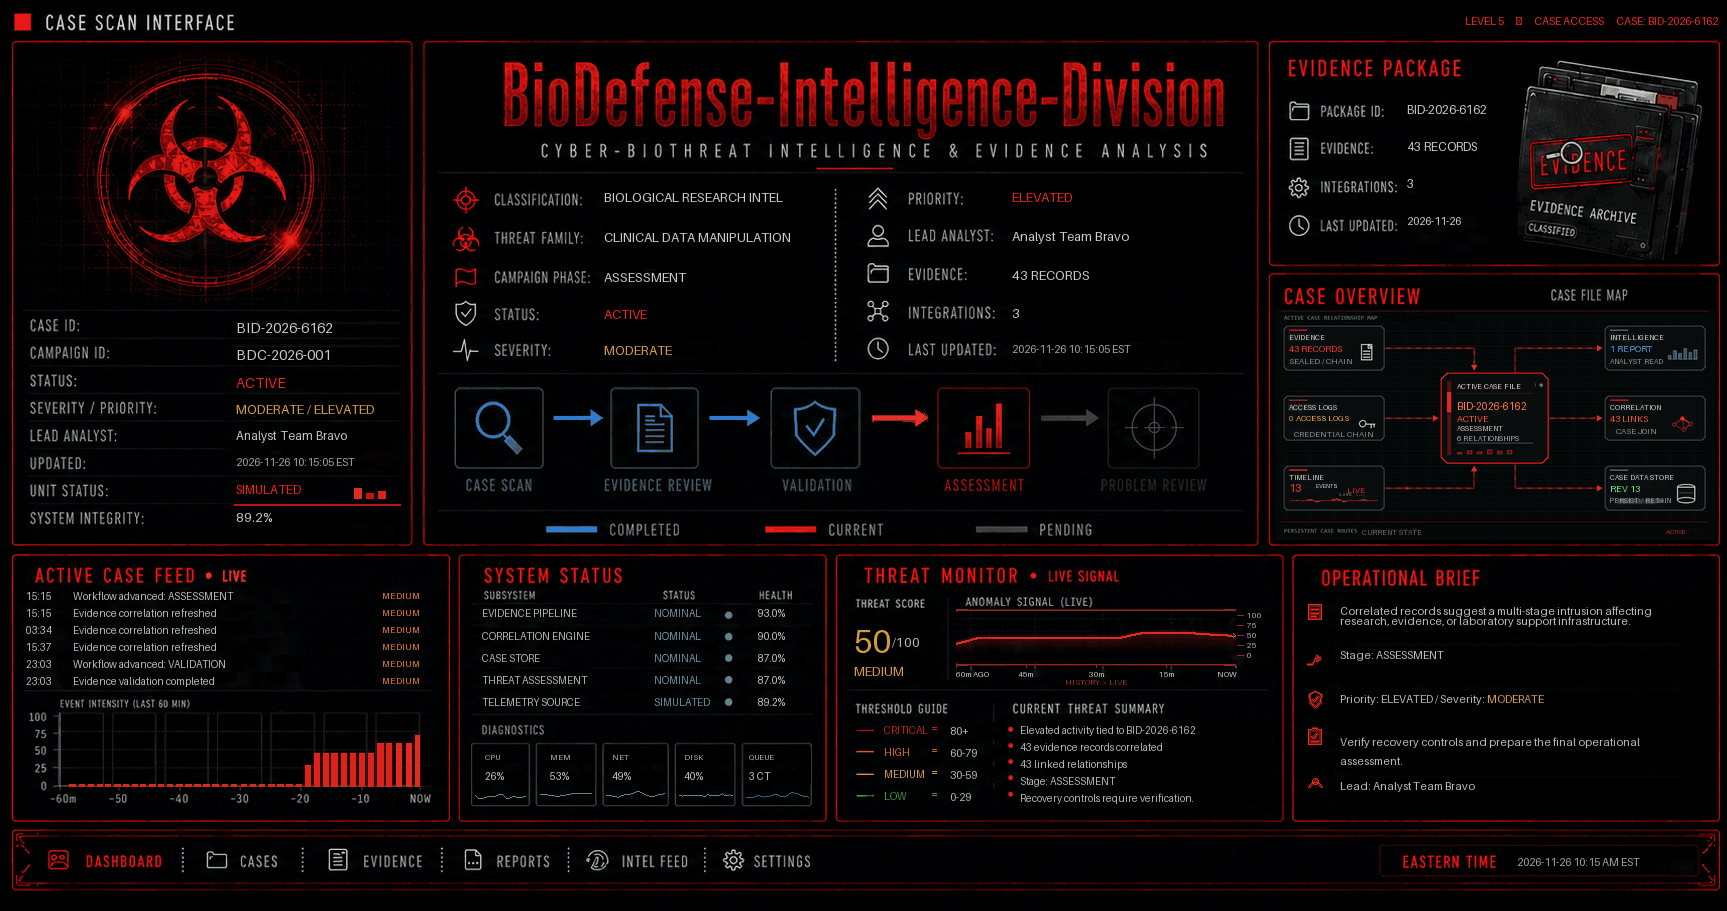 CASE SCAN INTERFACE
LEVEL 5 CASE ACCESS CASE: BID-2026-6162
CASE ID: BID-2026-6162
CAMPAIGN ID: BDC-2026-001
STATUS: ACTIVE
SEVERITY / PRIORITY: MODERATE / ELEVATED
LEAD ANALYST: Analyst Team Bravo
UPDATED: 2026-11-26 10:15:05 EST
UNIT STATUS: SIMULATED
SYSTEM INTEGRITY: 89.2%
BioDefense-Intelligence-Division
CYBER-BIOTHREAT INTELLIGENCE & EVIDENCE ANALYSIS
CLASSIFICATION: BIOLOGICAL RESEARCH INTEL
THREAT FAMILY: CLINICAL DATA MANIPULATION
CAMPAIGN PHASE: ASSESSMENT
STATUS: ACTIVE
SEVERITY: MODERATE
PRIORITY: ELEVATED
LEAD ANALYST: Analyst Team Bravo
EVIDENCE: 43 RECORDS
INTEGRATIONS: 3
LAST UPDATED: 2026-11-26 10:15:05 EST
CASE SCAN
EVIDENCE REVIEW
VALIDATION
ASSESSMENT
PROBLEM REVIEW
COMPLETED
CURRENT
PENDING
EVIDENCE PACKAGE
PACKAGE ID: BID-2026-6162
EVIDENCE: 43 RECORDS
INTEGRATIONS: 3
LAST UPDATED: 2026-11-26
EVIDENCE
EVIDENCE ARCHIVE
CLASSIFIED
CASE OVERVIEW
CASE FILE MAP
ACTIVE CASE RELATIONSHIP MAP
EVIDENCE
43 RECORDS
SEALED / CHAIN
ACCESS LOGS
0 ACCESS LOGS
CREDENTIAL CHAIN
TIMELINE
13 EVENTS
LIVE
ACTIVE CASE FILE
BID-2026-6162
ACTIVE
ASSESSMENT
6 RELATIONSHIPS
INTELLIGENCE
1 REPORT
ANALYST READ
CORRELATION
43 LINKS
CASE JOIN
CASE DATASTORE
REV 13
PERSISTENT CASE ROUTES CURRENT STATE
ACTIVE
ACTIVE CASE FEED • LIVE
15:15 Workflow advanced: ASSESSMENT MEDIUM
15:15 Evidence correlation refreshed MEDIUM
03:34 Evidence correlation refreshed MEDIUM
15:37 Evidence correlation refreshed MEDIUM
23:03 Workflow advanced: VALIDATION MEDIUM
23:03 Evidence validation completed MEDIUM
EVENT INTENSITY (LAST 60 MIN)
100
75
50
25
0
-60m -50 -40 -30 -20 -10 NOW
SYSTEM STATUS
SUBSYSTEM STATUS HEALTH
EVIDENCE PIPELINE NOMINAL 93.0%
CORRELATION ENGINE NOMINAL 90.0%
CASE STORE NOMINAL 87.0%
THREAT ASSESSMENT NOMINAL 87.0%
TELEMETRY SOURCE SIMULATED 89.2%
DIAGNOSTICS
CPU MEM NET DISK QUEUE
26% 53% 49% 40% 3 CT
THREAT MONITOR • LIVE SIGNAL
THREAT SCORE
50/100
MEDIUM
ANOMALY SIGNAL (LIVE)
100
75
50
25
0
60m AGO 45m 30m 15m NOW
HISTORY > LIVE
THRESHOLD GUIDE
CRITICAL = 80+
HIGH = 60-79
MEDIUM = 30-59
LOW = 0-29
CURRENT THREAT SUMMARY
Elevated activity tied to BID-2026-6162
43 evidence records correlated
43 linked relationships
Stage: ASSESSMENT
Recovery controls require verification.
OPERATIONAL BRIEF
Correlated records suggest a multi-stage intrusion affecting
research, evidence, or laboratory support infrastructure.
Stage: ASSESSMENT
Priority: ELEVATED / Severity: MODERATE
Verify recovery controls and prepare the final operational
assessment.
Lead: Analyst Team Bravo
DASHBOARD
CASES
EVIDENCE
REPORTS
INTEL FEED
SETTINGS
EASTERN TIME 2026-11-26 10:15 AM EST